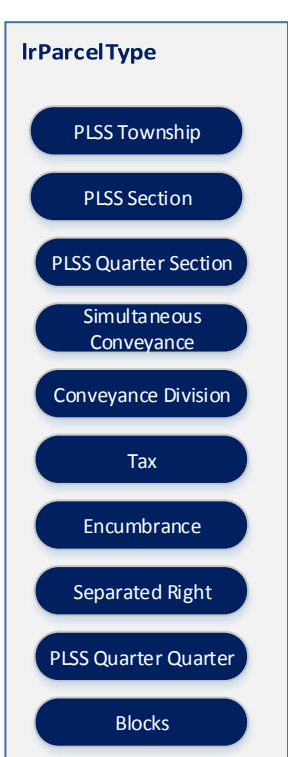 lrParcelType
PLSS Township
PLSS Section
PLSS Quarter Section
Simultaneous
Conveyance
Conveyance Division
Tax
Encumbrance
Separated Right
PLSS Quarter Quarter
Blocks